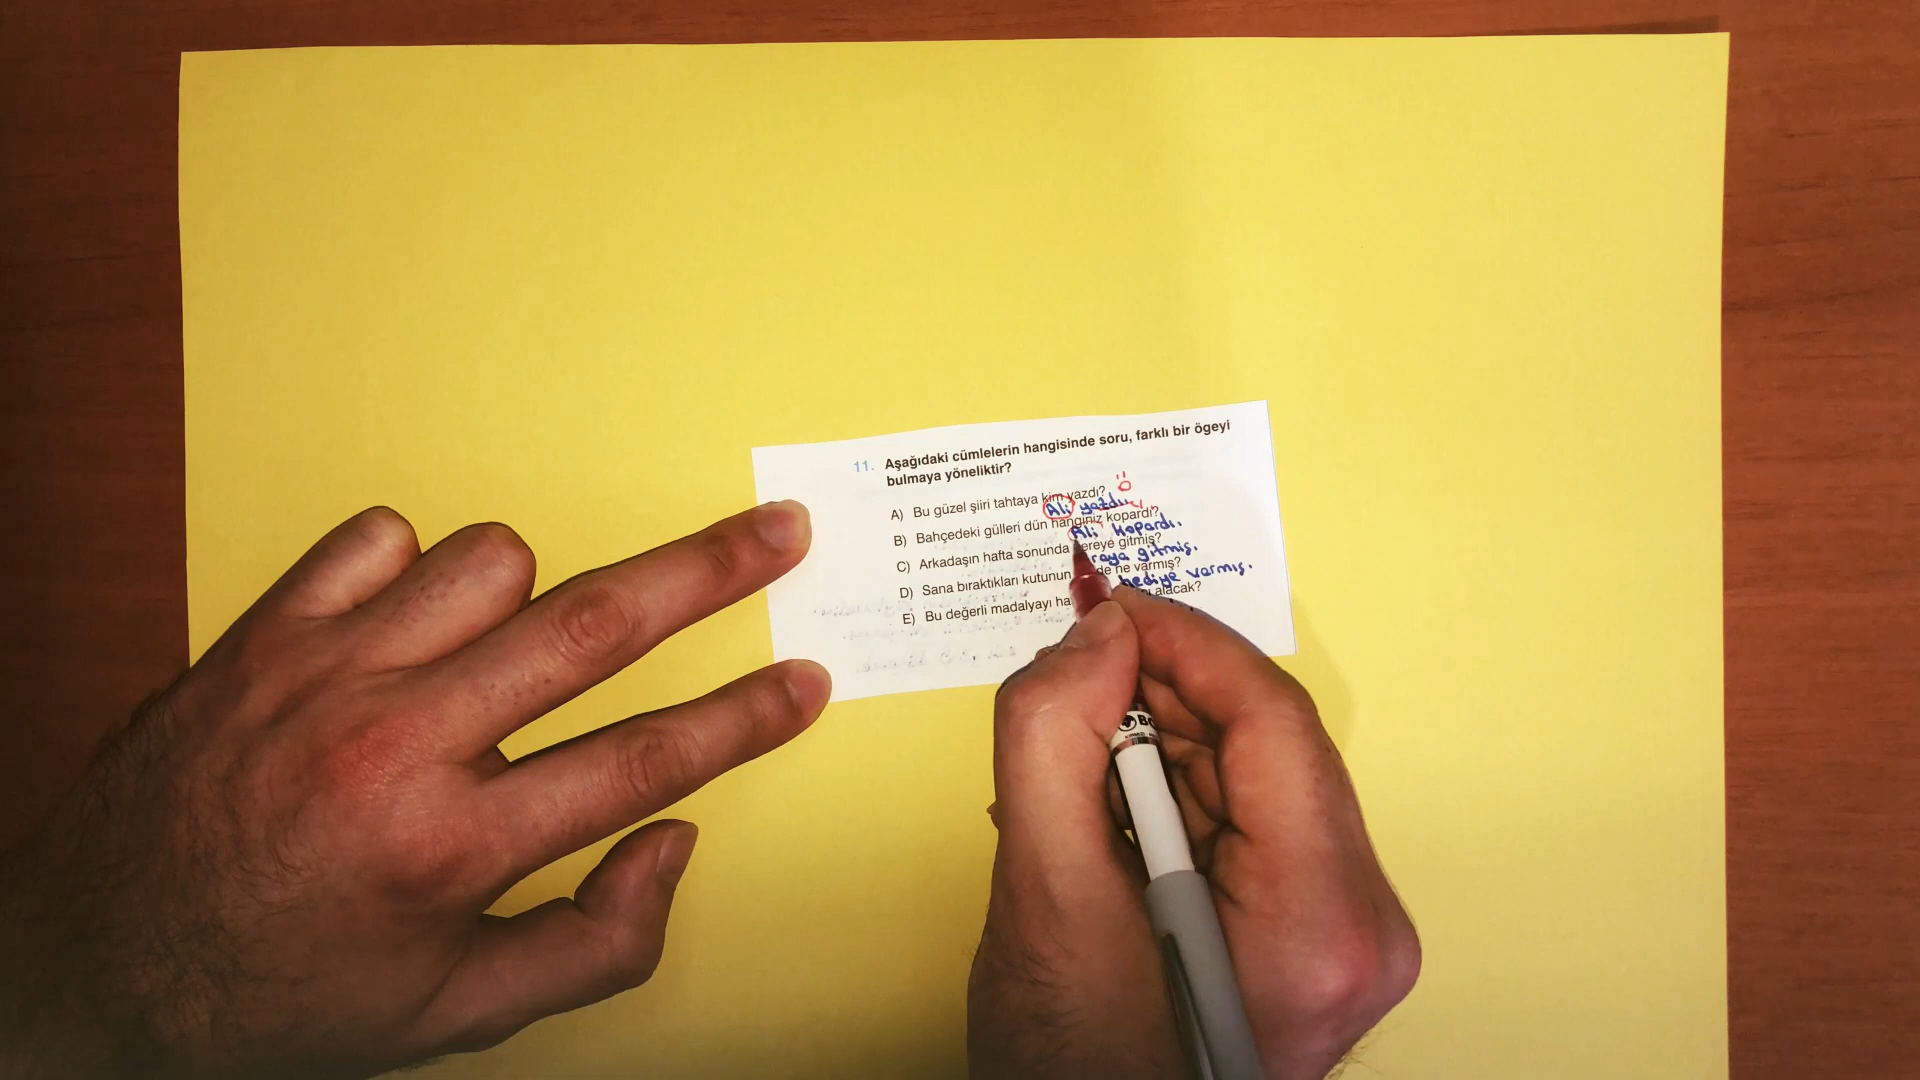 11. Aşağıdaki cümlelerin hangisinde soru, farklı bir ögeyi
bulmaya yöneliktir?
A) Bu güzel şiiri tahtaya kim yazdı? Ö
Ali yazdı.
B) Bahçedeki gülleri dün hanginiz kopardı?
Ali kopardı.
C) Arkadaşın hafta sonunda nereye gitmiş?
gitmiş.
D) Sana bıraktıkları kutunun ne varmış?
hediye varmış.
E) Bu değerli madalyayı alacak?